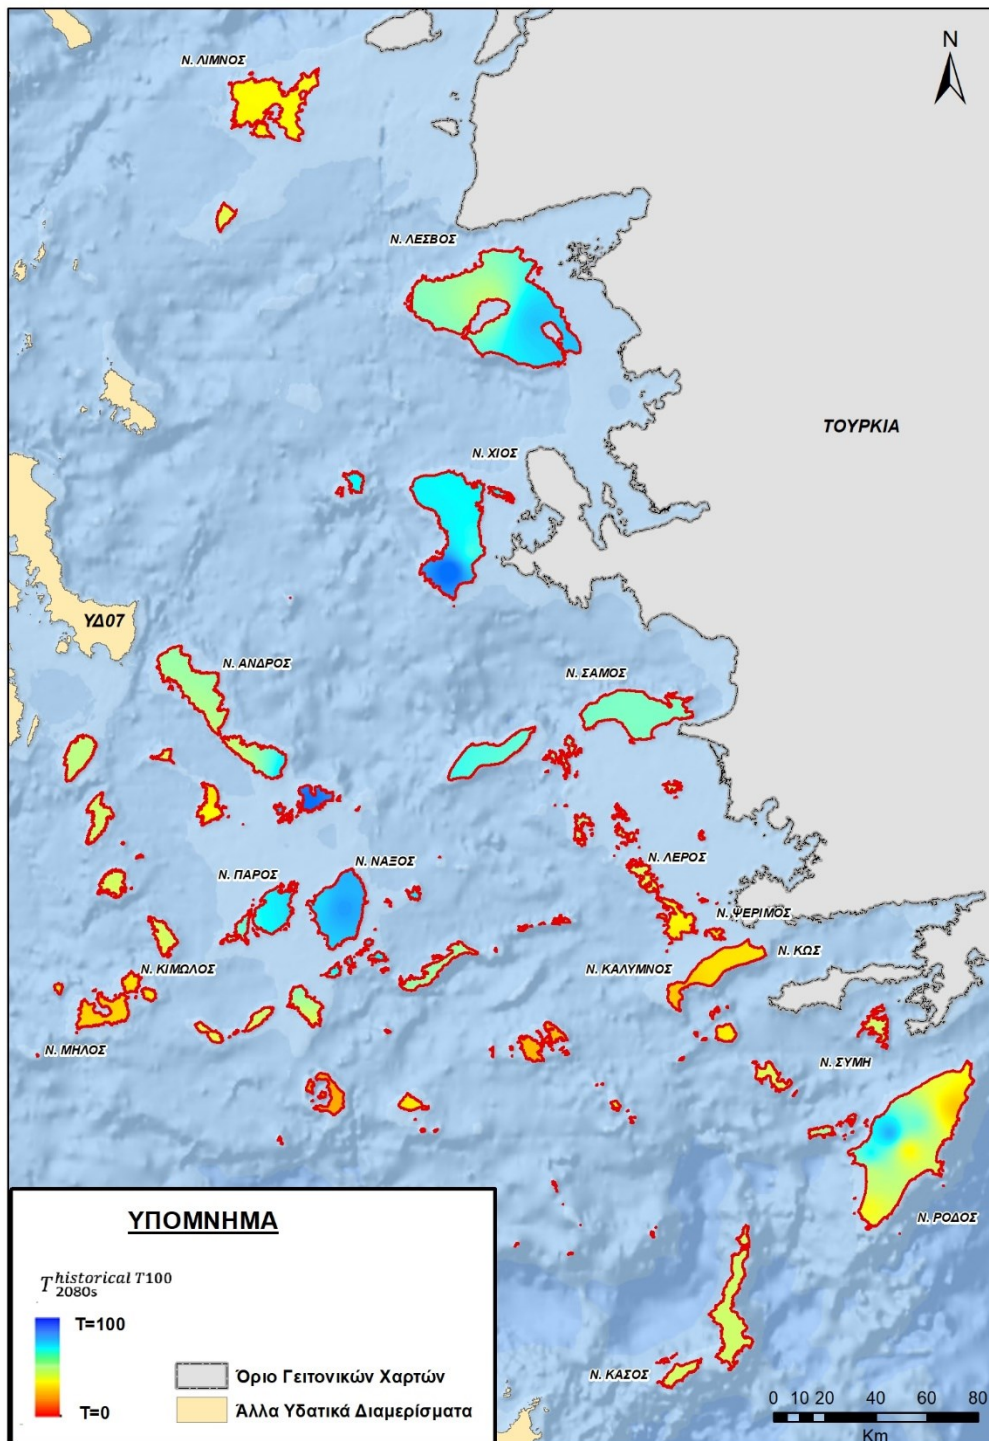 N
Ν. ΛΙΜΝΟΣ
Ν. ΛΕΣΒΟΣ
ΤΟΥΡΚΙΑ
Ν. ΧΙΟΣ
ΥΔ07
Ν. ΑΝΔΡΟΣ
Ν. ΣΑΜΟΣ
Ν. ΝΑΞΟΣ
Ν. ΠΑΡΟΣ
Ν. ΛΕΡΟΣ
Ν. ΨΕΡΙΜΟΣ
Ν. ΚΩΣ
Ν. ΚΙΜΩΛΟΣ
Ν. ΚΑΛΥΜΝΟΣ
Ν. ΜΗΛΟΣ
Ν. ΣΥΜΗ
Ν. ΡΟΔΟΣ
Ν. ΚΑΣΟΣ
ΥΠΟΜΝΗΜΑ
T historical T100
2080s
T=100
T=0
Όριο Γειτονικών Χαρτών
Άλλα Υδατικά Διαμερίσματα
0 10 20 40 60 80
Km